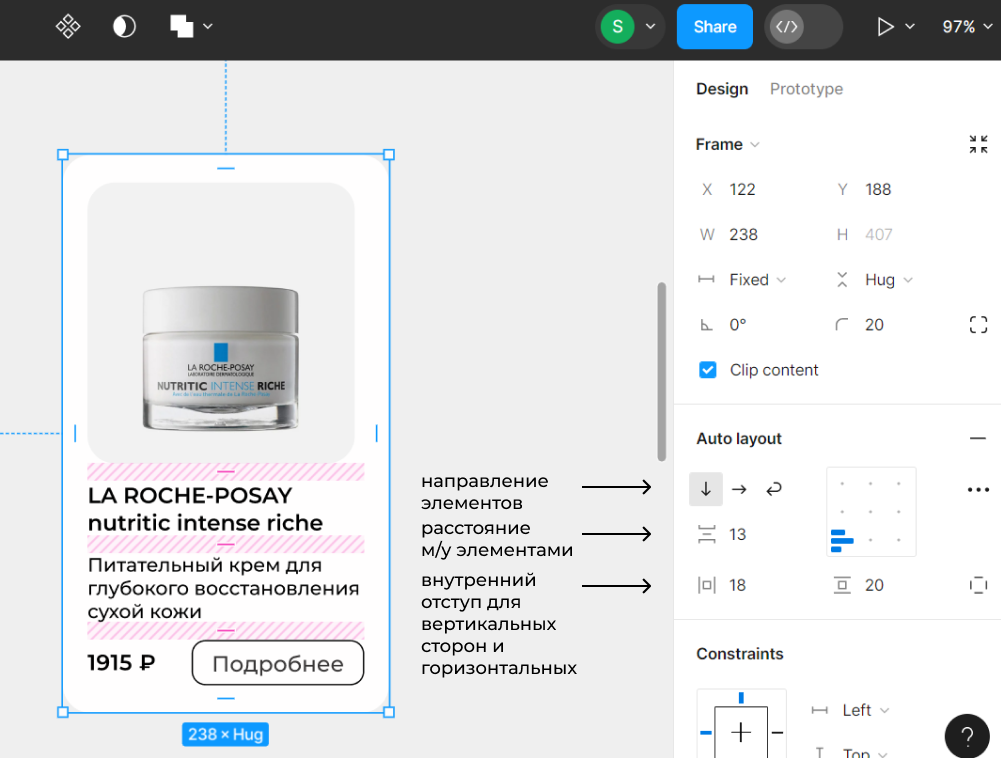 S
Share
</>
97%
Design
Prototype
Frame
X 122
Y 188
W 238
H 407
Fixed
Hug
0°
20
Clip content
LA ROCHE-POSAY
LABORATOIRE DERMATOLOGIQUE
NUTRITIC INTENSE RICHE
LA ROCHE-POSAY
nutritic intense riche
Питательный крем для
глубокого восстановления
сухой кожи
1915 ₽
Подробнее
238 × Hug
направление
элементов
расстояние
м/у элементами
внутренний
отступ для
вертикальных
сторон и
горизонтальных
Auto layout
13
18
20
Constraints
Left
Top
?